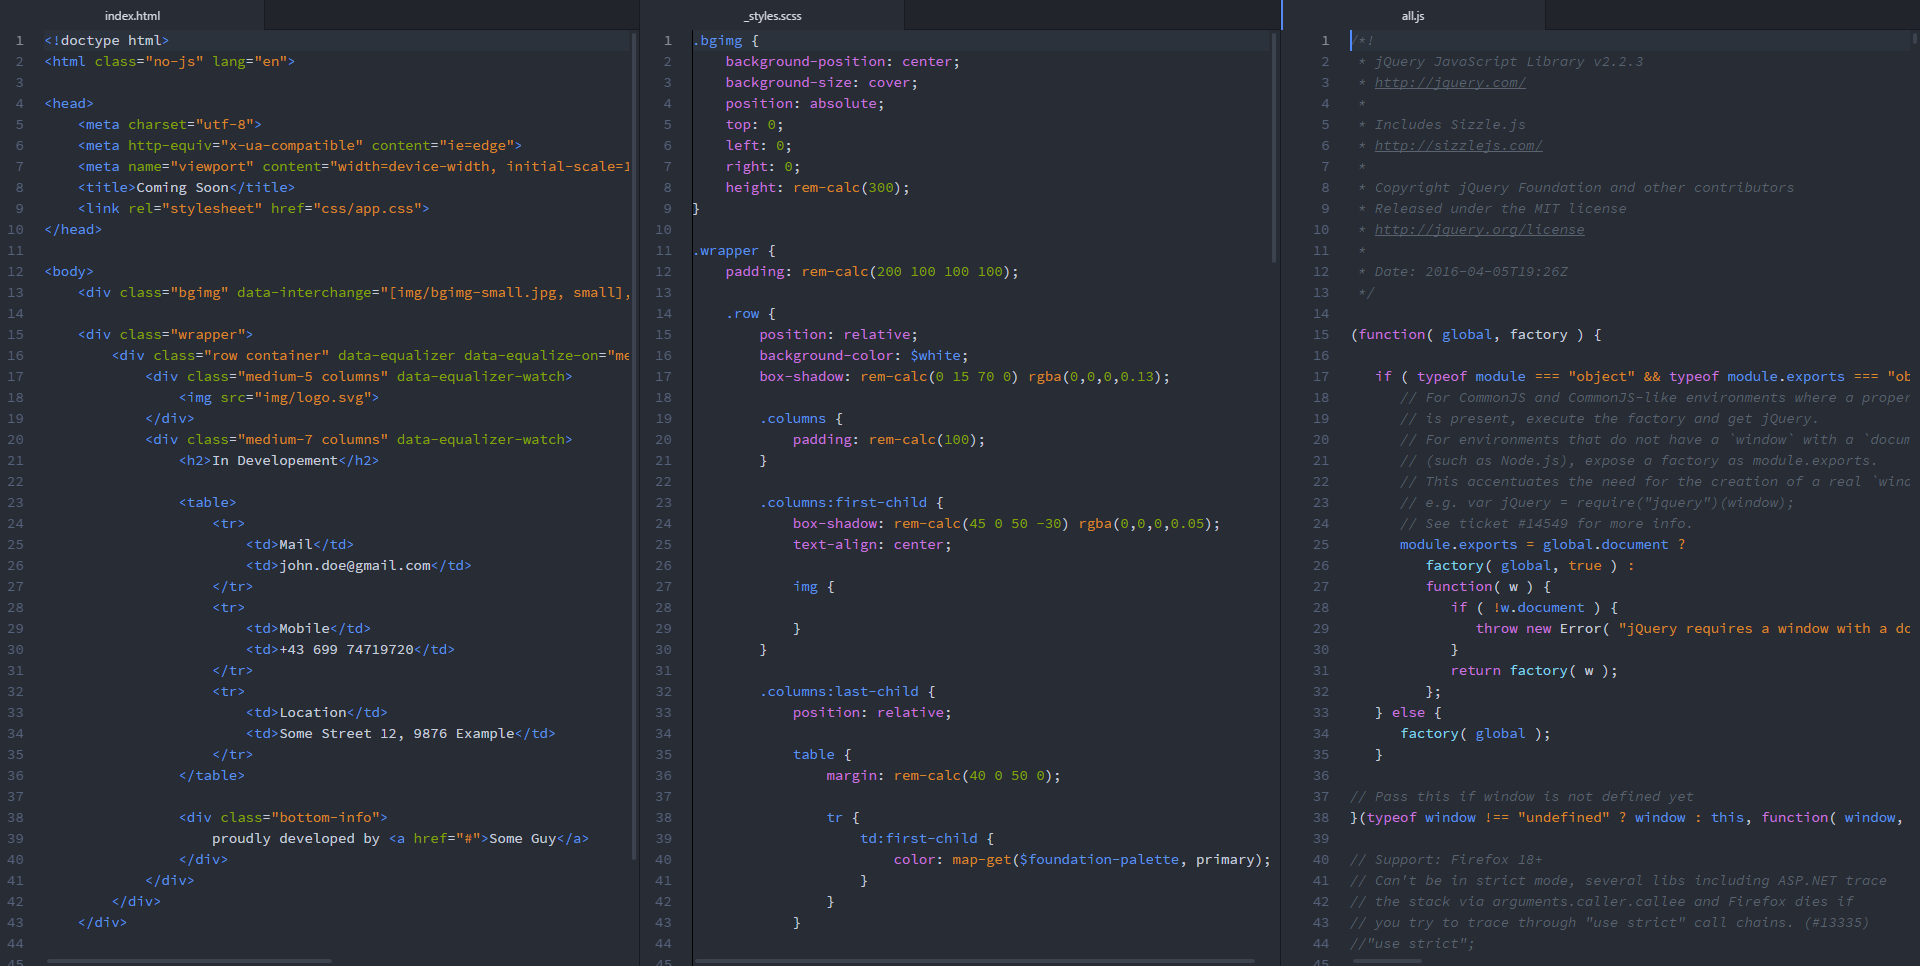 index.html
1 <!doctype html>
2 <html class="no-js" lang="en">
3
4 <head>
5 <meta charset="utf-8">
6 <meta http-equiv="x-ua-compatible" content="ie=edge">
7 <meta name="viewport" content="width=device-width, initial-scale=1
8 <title>Coming Soon</title>
9 <link rel="stylesheet" href="css/app.css">
10 </head>
11
12 <body>
13 <div class="bgimg" data-interchange="[img/bgimg-small.jpg, small],
14
15 <div class="wrapper">
16 <div class="row container" data-equalizer data-equalize-on="me
17 <div class="medium-5 columns" data-equalizer-watch>
18 <img src="img/logo.svg">
19 </div>
20 <div class="medium-7 columns" data-equalizer-watch>
21 <h2>In Developement</h2>
22
23 <table>
24 <tr>
25 <td>Mail</td>
26 <td>john.doe@gmail.com</td>
27 </tr>
28 <tr>
29 <td>Mobile</td>
30 <td>+43 699 74719720</td>
31 </tr>
32 <tr>
33 <td>Location</td>
34 <td>Some Street 12, 9876 Example</td>
35 </tr>
36 </table>
37
38 <div class="bottom-info">
39 proudly developed by <a href="#">Some Guy</a>
40 </div>
41 </div>
42 </div>
43 </div>
44
45
_styles.scss
1 .bgimg {
2 background-position: center;
3 background-size: cover;
4 position: absolute;
5 top: 0;
6 left: 0;
7 right: 0;
8 height: rem-calc(300);
9 }
10
11 .wrapper {
12 padding: rem-calc(200 100 100 100);
13
14 .row {
15 position: relative;
16 background-color: $white;
17 box-shadow: rem-calc(0 15 70 0) rgba(0,0,0,0.13);
18
19 .columns {
20 padding: rem-calc(100);
21 }
22
23 .columns:first-child {
24 box-shadow: rem-calc(45 0 50 -30) rgba(0,0,0,0.05);
25 text-align: center;
26
27 img {
28
29 }
30 }
31
32 .columns:last-child {
33 position: relative;
34
35 table {
36 margin: rem-calc(40 0 50 0);
37
38 tr {
39 td:first-child {
40 color: map-get($foundation-palette, primary);
41 }
42 }
43 }
44
45
all.js
1 /*!
2 * jQuery JavaScript Library v2.2.3
3 * http://jquery.com/
4 *
5 * Includes Sizzle.js
6 * http://sizzlejs.com/
7 *
8 * Copyright jQuery Foundation and other contributors
9 * Released under the MIT license
10 * http://jquery.org/license
11 *
12 * Date: 2016-04-05T19:26Z
13 */
14
15 (function( global, factory ) {
16
17 if ( typeof module === "object" && typeof module.exports === "ob
18 // For CommonJS and CommonJS-like environments where a proper
19 // is present, execute the factory and get jQuery.
20 // For environments that do not have a `window` with a `docum
21 // (such as Node.js), expose a factory as module.exports.
22 // This accentuates the need for the creation of a real `wind
23 // e.g. var jQuery = require("jquery")(window);
24 // See ticket #14549 for more info.
25 module.exports = global.document ?
26 factory( global, true ) :
27 function( w ) {
28 if ( !w.document ) {
29 throw new Error( "jQuery requires a window with a do
30 }
31 return factory( w );
32 };
33 } else {
34 factory( global );
35 }
36
37 // Pass this if window is not defined yet
38 }(typeof window !== "undefined" ? window : this, function( window,
39
40 // Support: Firefox 18+
41 // Can't be in strict mode, several libs including ASP.NET trace
42 // the stack via arguments.caller.callee and Firefox dies if
43 // you try to trace through "use strict" call chains. (#13335)
44 //"use strict";
45